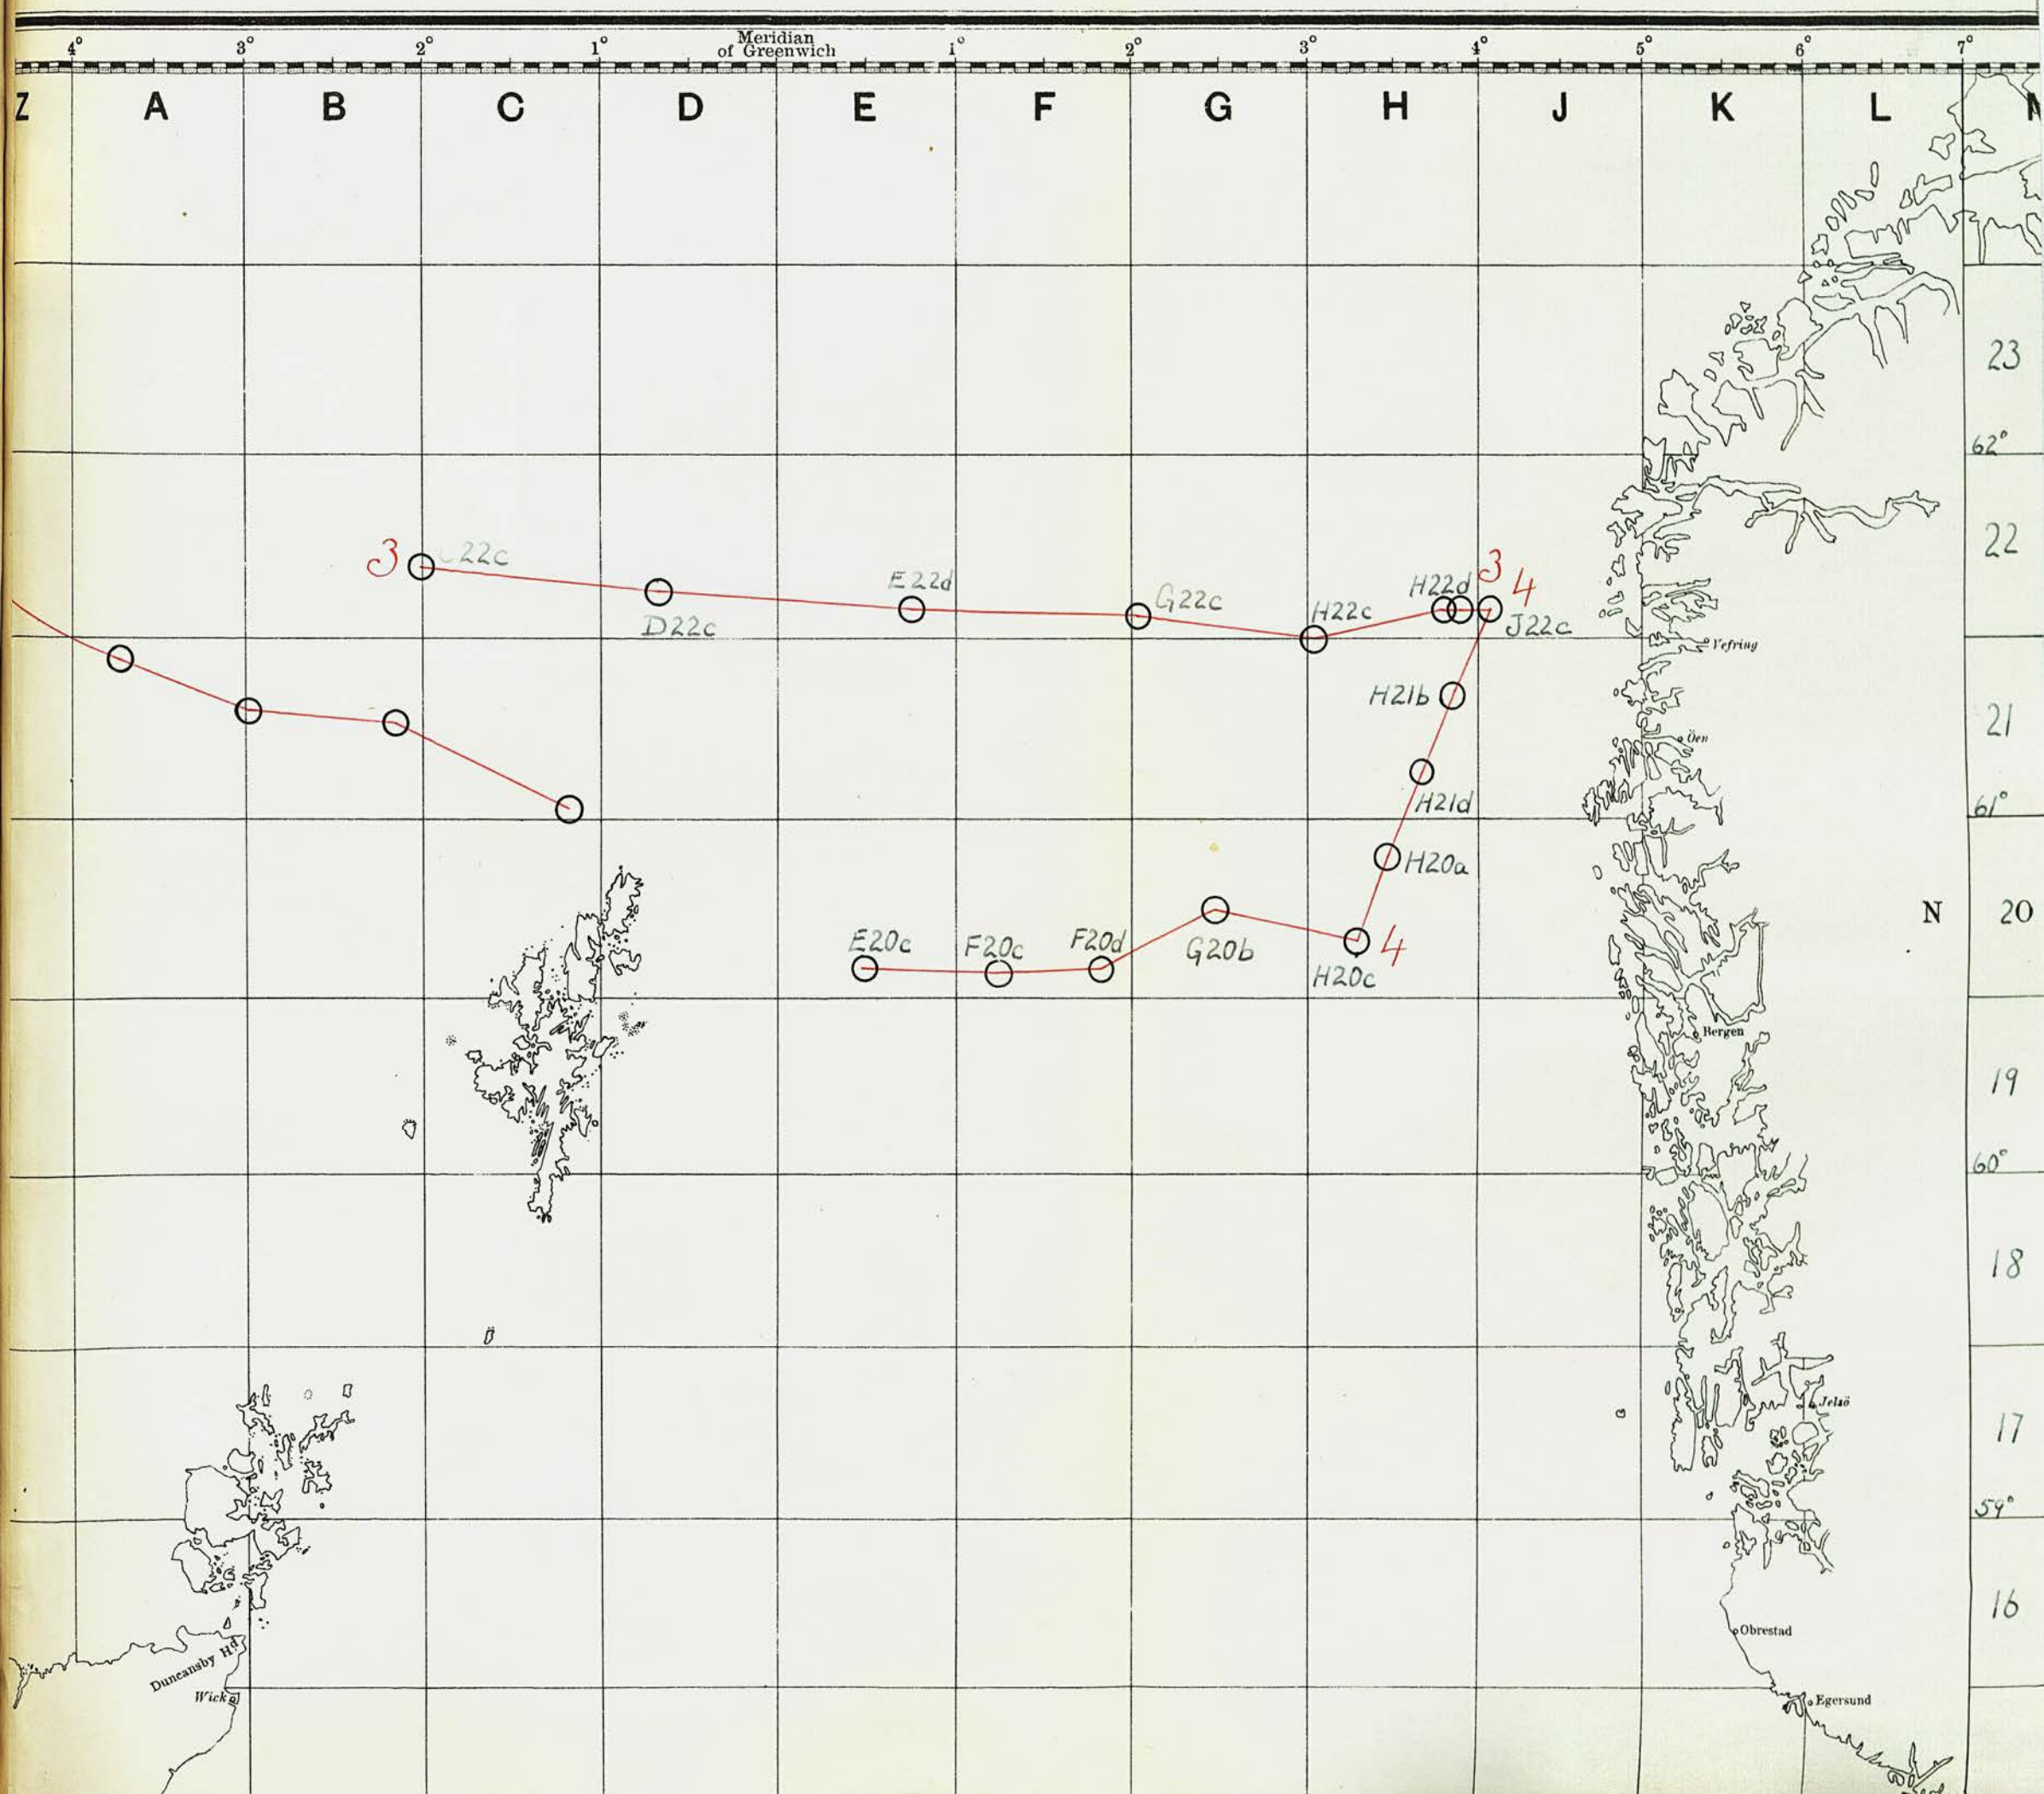 4° 3° 2° 1° Meridian of Greenwich 1° 2° 3° 4° 5° 6° 7°
Z A B C D E F G H J K L
23
62°
22
3 C22c
D22c
E22d
G22c
H22c
H22d
3 4
J22c
Vefring
H21b
21
Öen
H21d
61°
H20a
N 20
E20c F20c F20d
G20b
4
H20c
Bergen
19
60°
18
Jelsö
17
59°
16
Obrestad
Duncansby Hd
Wick
Egersund